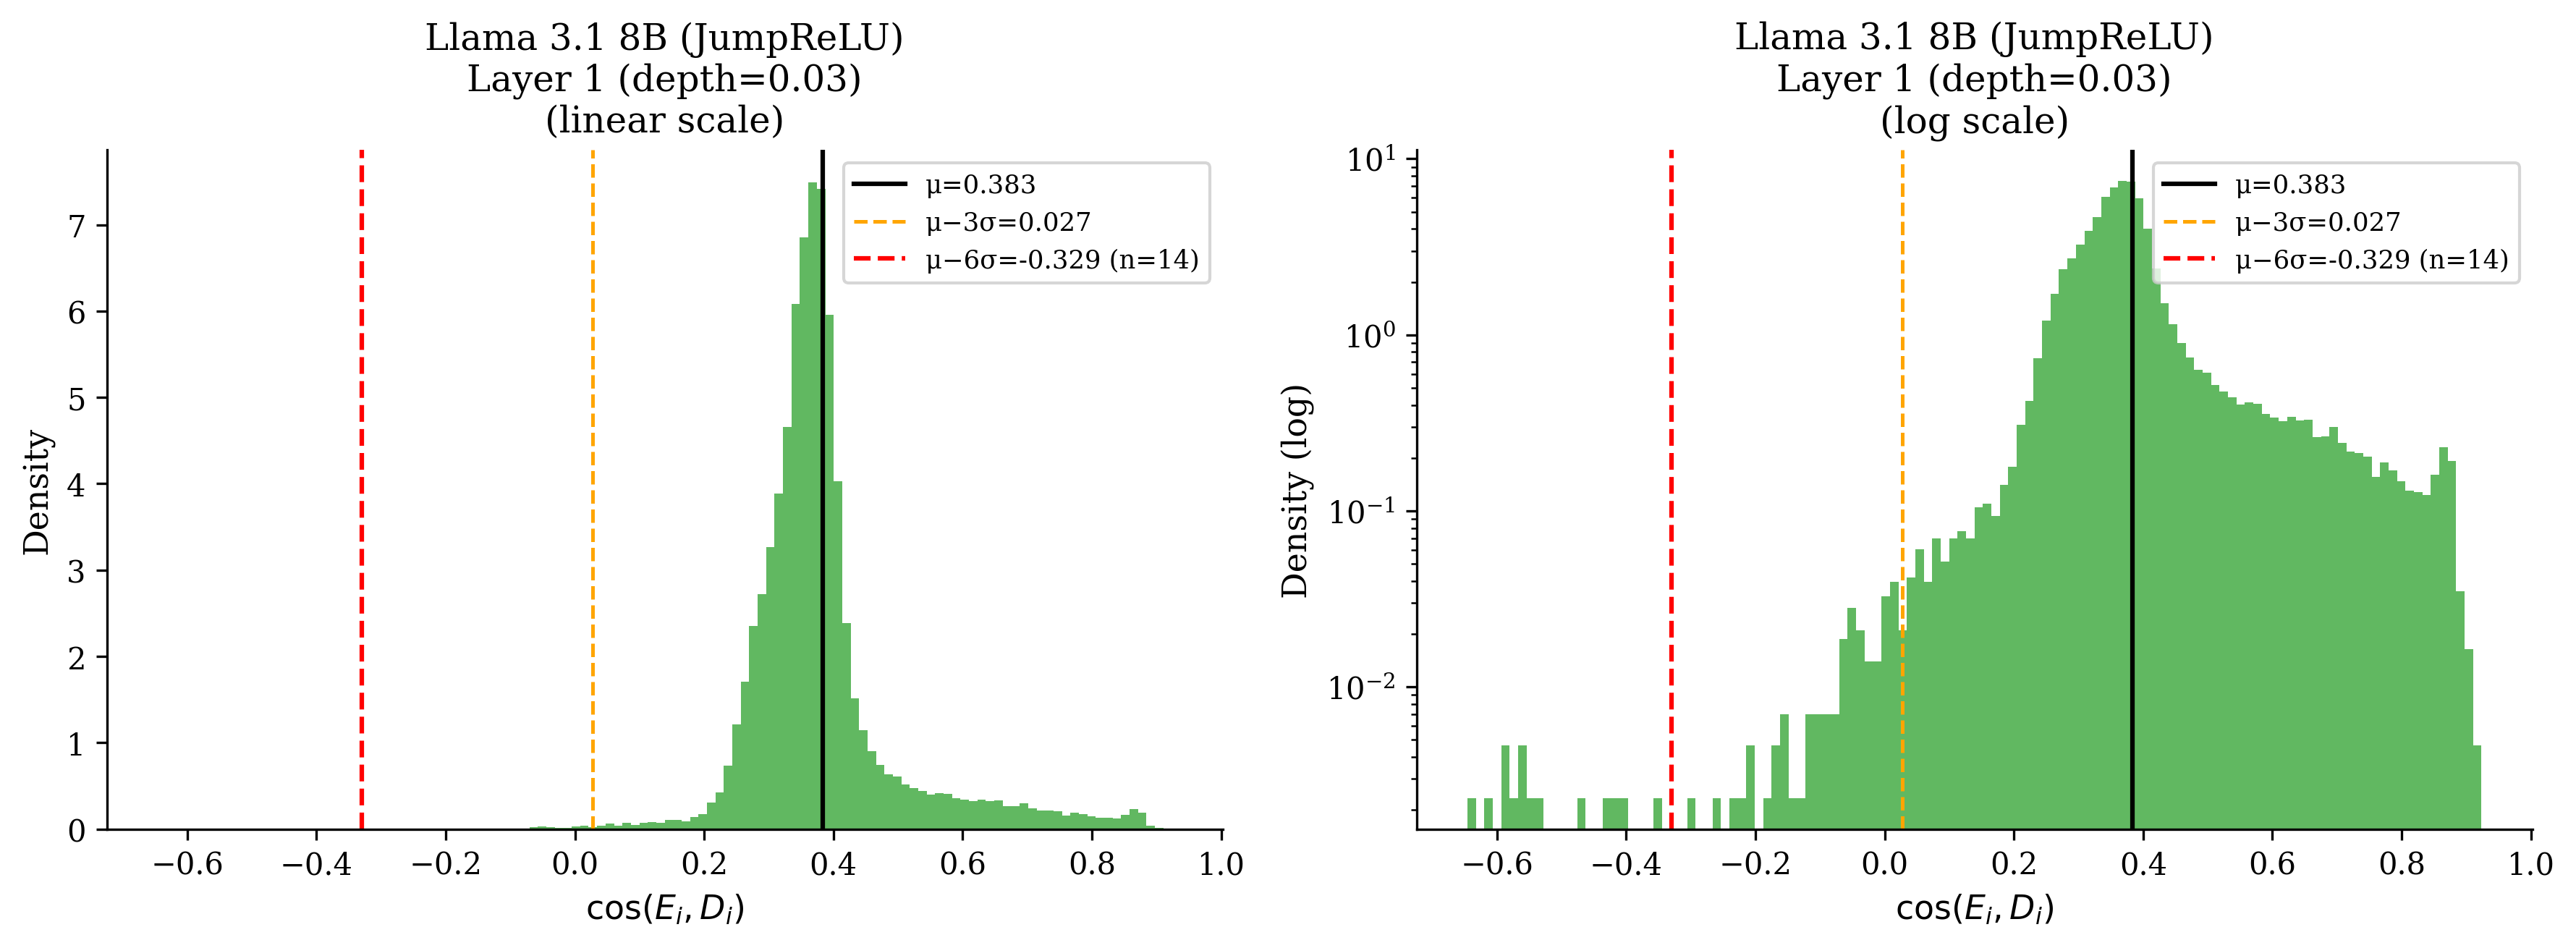 Llama 3.1 8B (JumpReLU)
Layer 1 (depth=0.03)
(linear scale)
μ=0.383
μ−3σ=0.027
μ−6σ=-0.329 (n=14)
Density
7
6
5
4
3
2
1
0
−0.6 −0.4 −0.2 0.0 0.2 0.4 0.6 0.8 1.0
cos(E_i, D_i)
Llama 3.1 8B (JumpReLU)
Layer 1 (depth=0.03)
(log scale)
μ=0.383
μ−3σ=0.027
μ−6σ=-0.329 (n=14)
Density (log)
10¹
10⁰
10⁻¹
10⁻²
−0.6 −0.4 −0.2 0.0 0.2 0.4 0.6 0.8 1.0
cos(E_i, D_i)